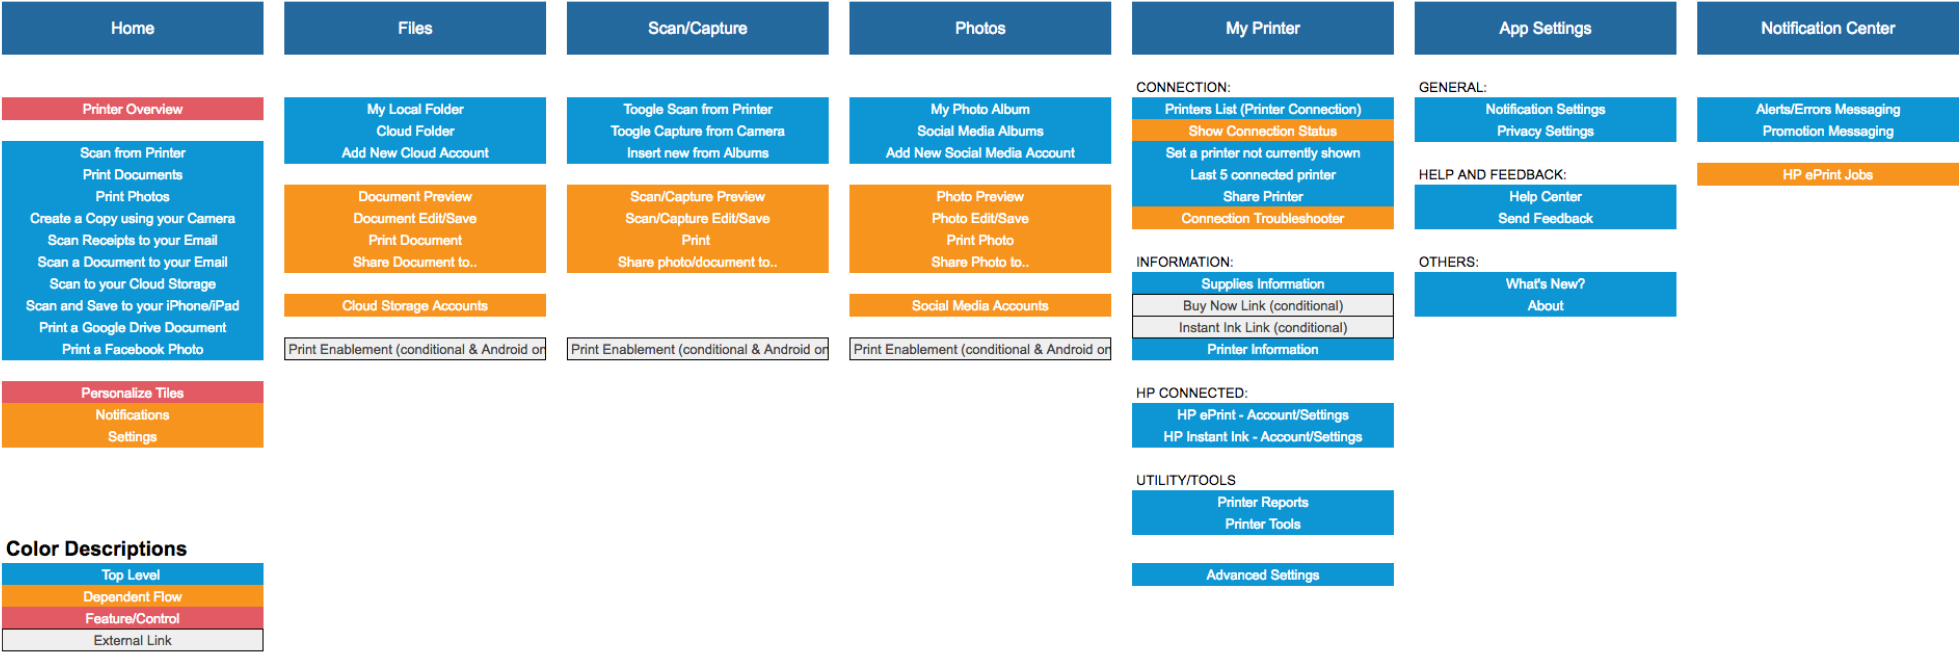 Home
Printer Overview
Scan from Printer
Print Documents
Print Photos
Create a Copy using your Camera
Scan Receipts to your Email
Scan a Document to your Email
Scan to your Cloud Storage
Scan and Save to your iPhone/iPad
Print a Google Drive Document
Print a Facebook Photo
Personalize Tiles
Notifications
Settings
Files
My Local Folder
Cloud Folder
Add New Cloud Account
Document Preview
Document Edit/Save
Print Document
Share Document to..
Cloud Storage Accounts
Print Enablement (conditional & Android on
Scan/Capture
Toogle Scan from Printer
Toogle Capture from Camera
Insert new from Albums
Scan/Capture Preview
Scan/Capture Edit/Save
Print
Share photo/document to..
Print Enablement (conditional & Android on
Photos
My Photo Album
Social Media Albums
Add New Social Media Account
Photo Preview
Photo Edit/Save
Print Photo
Share Photo to..
Social Media Accounts
Print Enablement (conditional & Android on
My Printer
CONNECTION:
Printers List (Printer Connection)
Show Connection Status
Set a printer not currently shown
Last 5 connected printer
Share Printer
Connection Troubleshooter
INFORMATION:
Supplies Information
Buy Now Link (conditional)
Instant Ink Link (conditional)
Printer Information
HP CONNECTED:
HP ePrint - Account/Settings
HP Instant Ink - Account/Settings
UTILITY/TOOLS
Printer Reports
Printer Tools
Advanced Settings
App Settings
GENERAL:
Notification Settings
Privacy Settings
HELP AND FEEDBACK:
Help Center
Send Feedback
OTHERS:
What's New?
About
Notification Center
Alerts/Errors Messaging
Promotion Messaging
HP ePrint Jobs
Color Descriptions
Top Level
Dependent Flow
Feature/Control
External Link